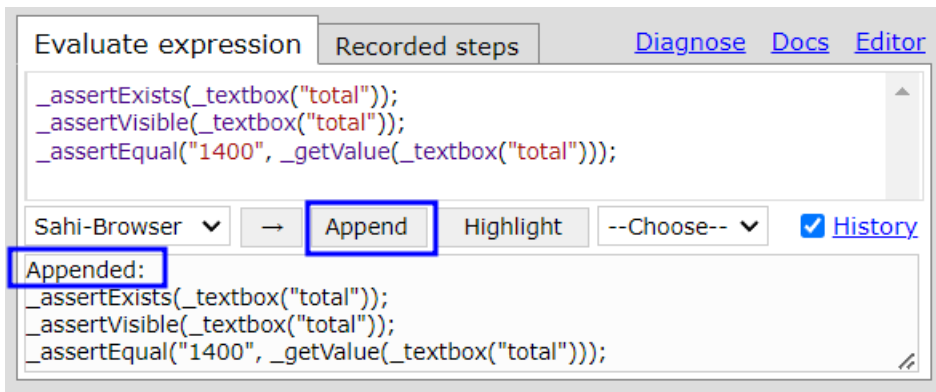 Evaluate expression Recorded steps Diagnose Docs Editor
_assertExists(_textbox("total"));
_assertVisible(_textbox("total"));
_assertEqual("1400", _getValue(_textbox("total")));
Sahi-Browser → Append Highlight --Choose-- History
Appended:
_assertExists(_textbox("total"));
_assertVisible(_textbox("total"));
_assertEqual("1400", _getValue(_textbox("total")));